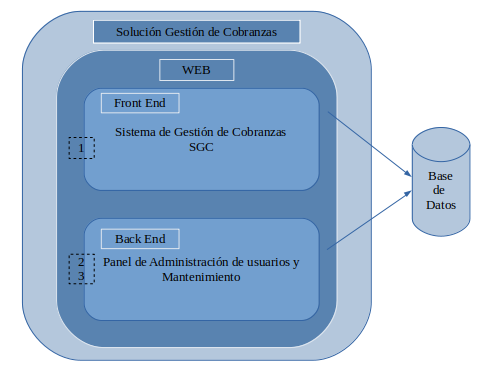 Solución Gestión de Cobranzas
WEB
Front End
Sistema de Gestión de Cobranzas
SGC
1
Back End
Panel de Administración de usuarios y
Mantenimiento
2
3
Base
de
Datos